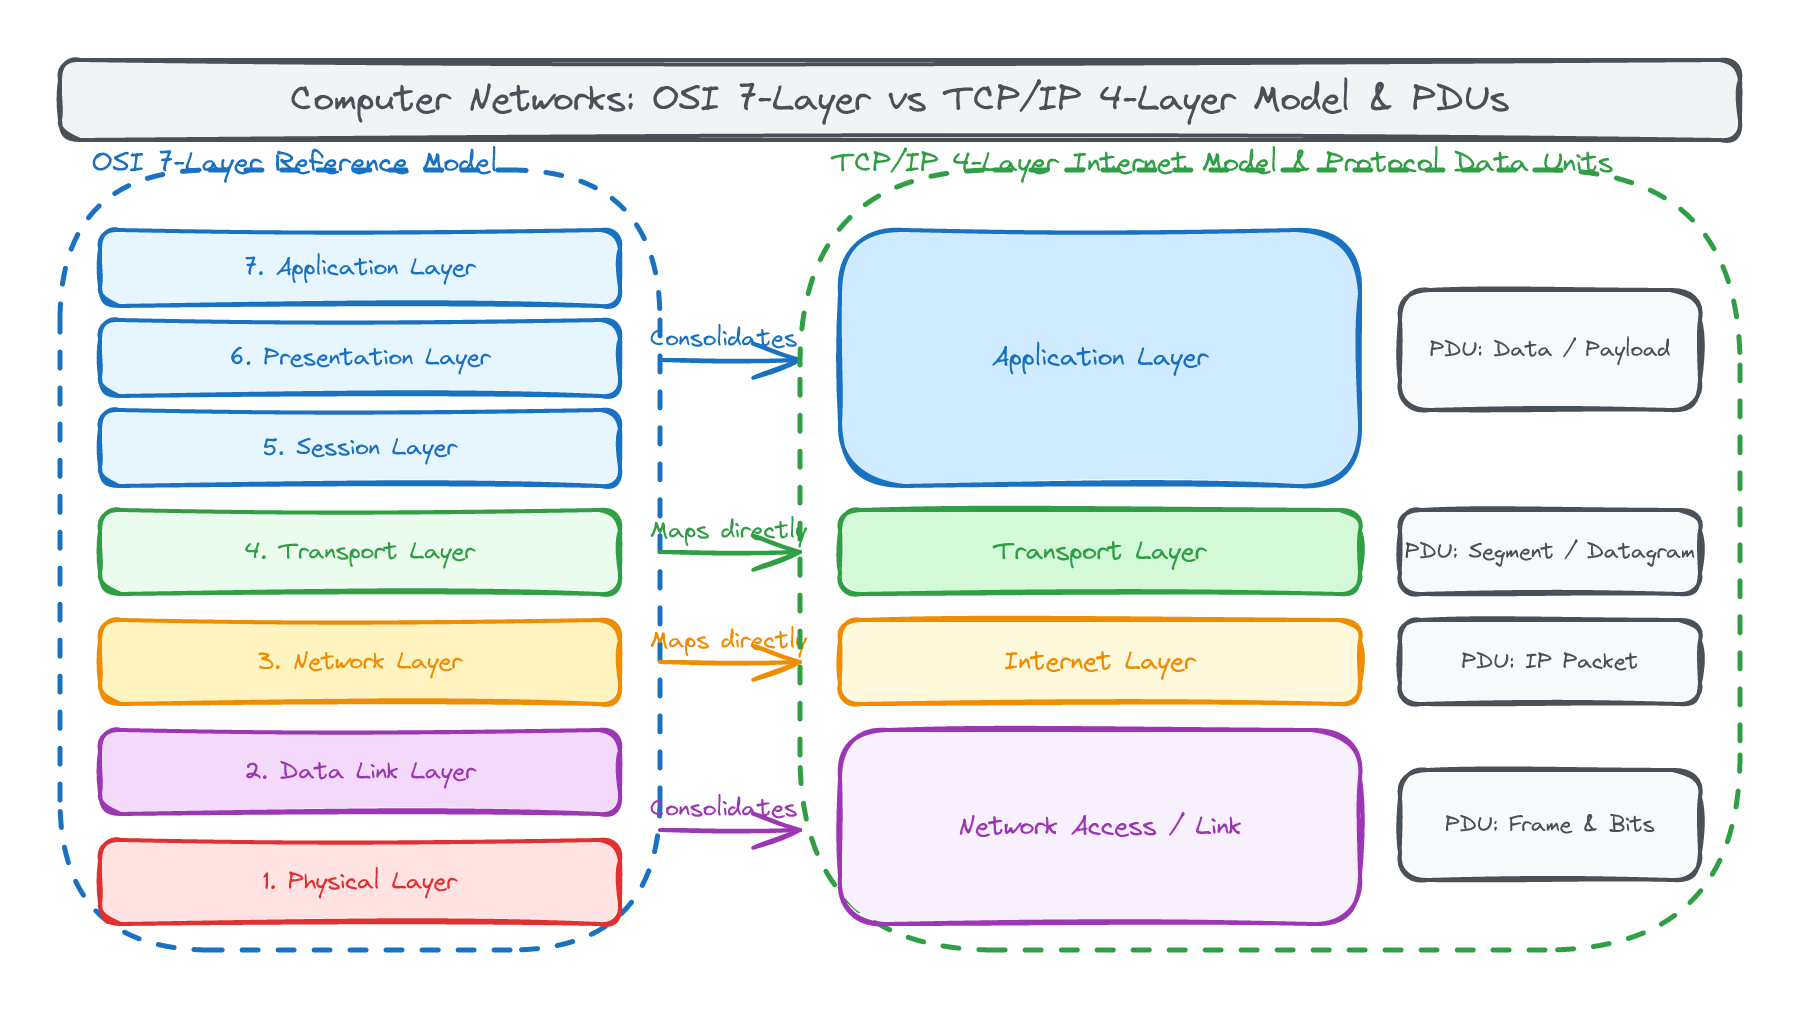 Computer Networks: OSI 7-Layer vs TCP/IP 4-Layer Model & PDUs
OSI 7-Layer Reference Model
7. Application Layer
6. Presentation Layer
5. Session Layer
4. Transport Layer
3. Network Layer
2. Data Link Layer
1. Physical Layer
Consolidates
Maps directly
Maps directly
Consolidates
TCP/IP 4-Layer Internet Model & Protocol Data Units
Application Layer
PDU: Data / Payload
Transport Layer
PDU: Segment / Datagram
Internet Layer
PDU: IP Packet
Network Access / Link
PDU: Frame & Bits